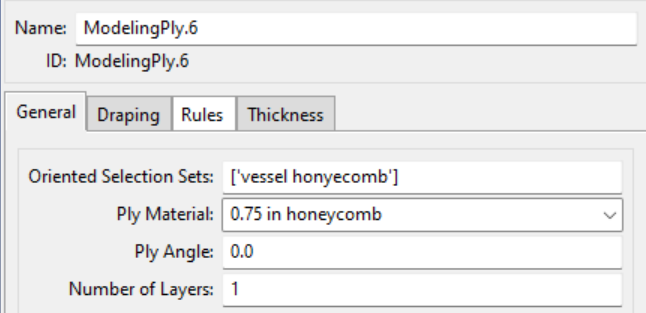 Name: ModelingPly.6
ID: ModelingPly.6
General Draping Rules Thickness
Oriented Selection Sets: ['vessel honyecomb']
Ply Material: 0.75 in honeycomb
Ply Angle: 0.0
Number of Layers: 1